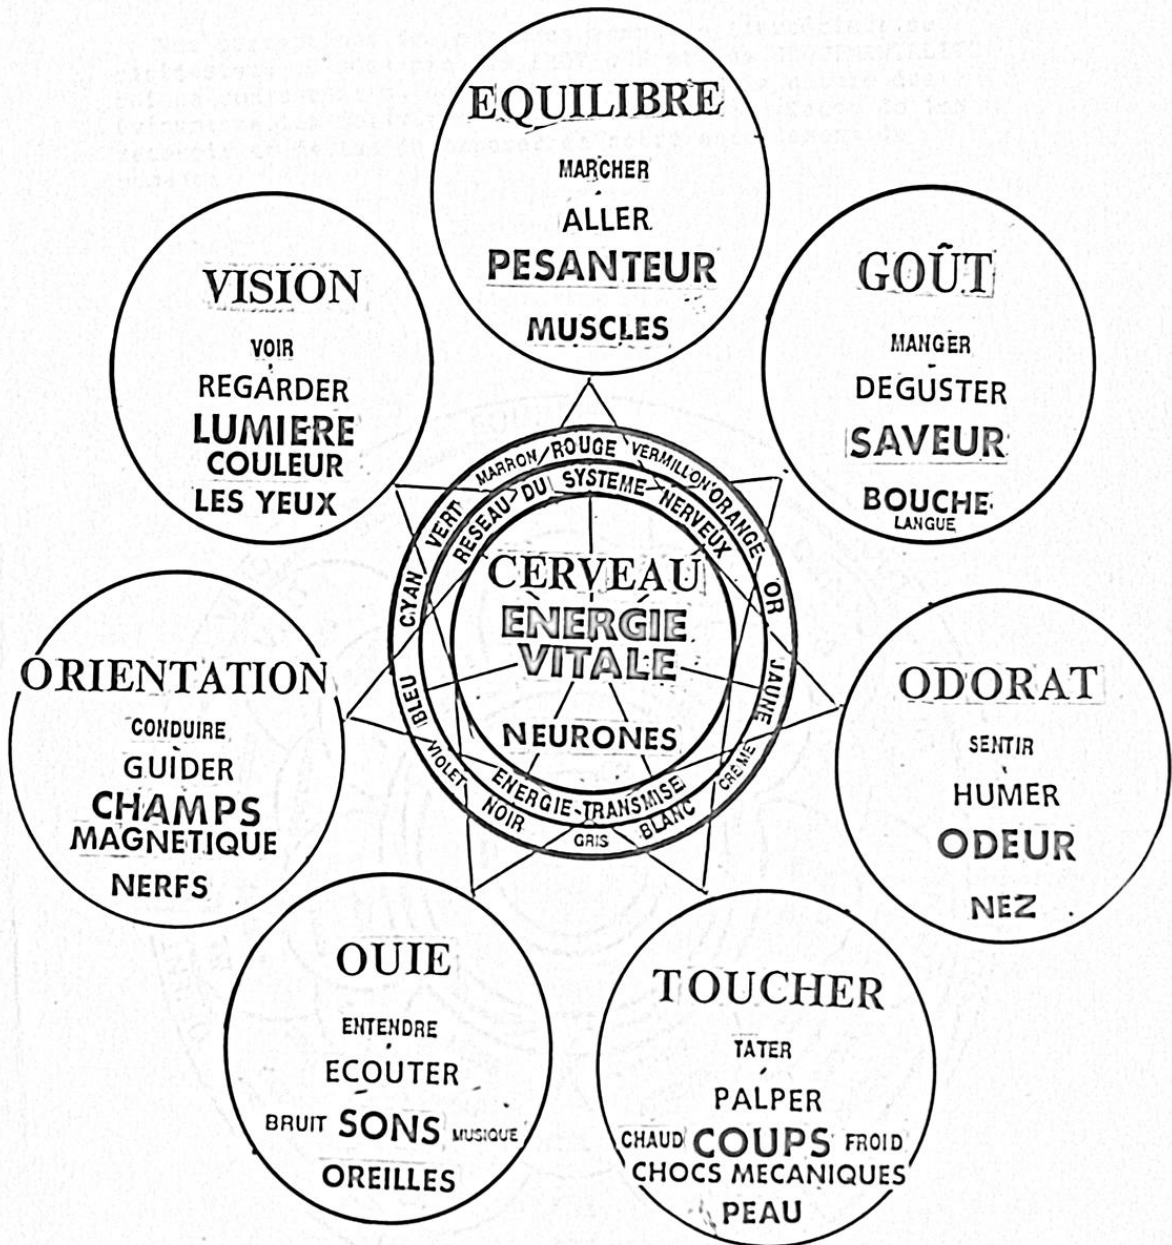 EQUILIBRE
MARCHER
ALLER
PESANTEUR
MUSCLES
GOÛT
MANGER
DEGUSTER
SAVEUR
BOUCHE
LANGUE
ODORAT
SENTIR
HUMER
ODEUR
NEZ
TOUCHER
TATER
PALPER
CHAUD COUPS FROID
CHOCS MECANIQUES
PEAU
OUIE
ENTENDRE
ECOUTER
BRUIT SONS MUSIQUE
OREILLES
ORIENTATION
CONDUIRE
GUIDER
CHAMPS
MAGNETIQUE
NERFS
VISION
VOIR
REGARDER
LUMIERE
COULEUR
LES YEUX
ROUGE VERMILLON ORANGE OR JAUNE CRÈME BLANC GRIS NOIR VIOLET BLEU CYAN VERT MARRON
RESEAU DU SYSTEME NERVEUX
ENERGIE TRANSMISE
CERVEAU
ENERGIE
VITALE
NEURONES